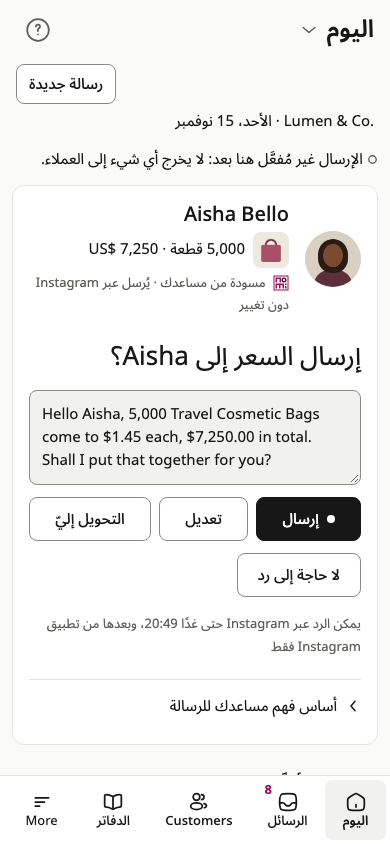 اليوم
رسالة جديدة
Lumen & Co. · الأحد، 15 نوفمبر
الإرسال غير مُفعَّل هنا بعد: لا يخرج أي شيء إلى العملاء.
Aisha Bello
5,000 قطعة · US$ 7,250
مسودة من مساعدك · يُرسل عبر Instagram
دون تغيير
إرسال السعر إلى Aisha؟
Hello Aisha, 5,000 Travel Cosmetic Bags
come to $1.45 each, $7,250.00 in total.
Shall I put that together for you?
إرسال
تعديل
التحويل إليّ
لا حاجة إلى رد
يمكن الرد عبر Instagram حتى غدًا 20:49، وبعدها من تطبيق
Instagram فقط
أساس فهم مساعدك للرسالة
اليوم
8
الرسائل
Customers
الدفاتر
More